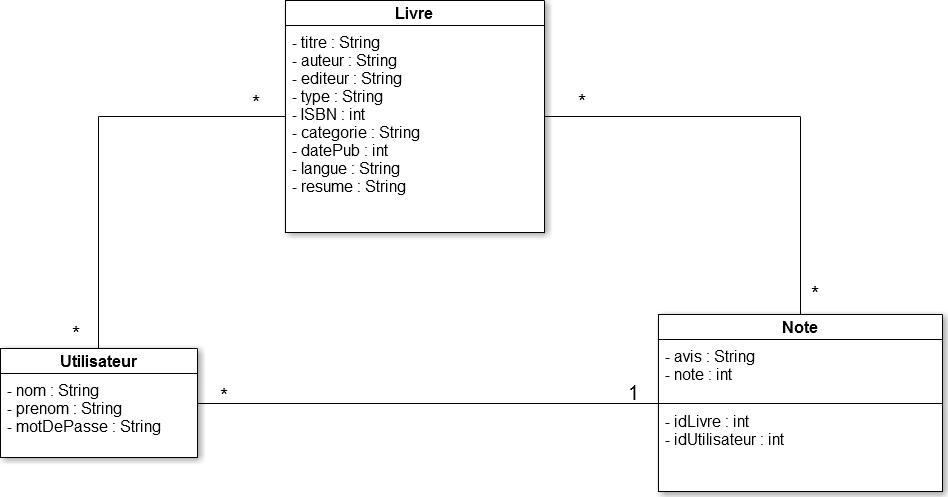 Livre
- titre : String
- auteur : String
- editeur : String
- type : String
- ISBN : int
- categorie : String
- datePub : int
- langue : String
- resume : String
*
*
*
*
Utilisateur
- nom : String
- prenom : String
- motDePasse : String
*
1
Note
- avis : String
- note : int
- idLivre : int
- idUtilisateur : int